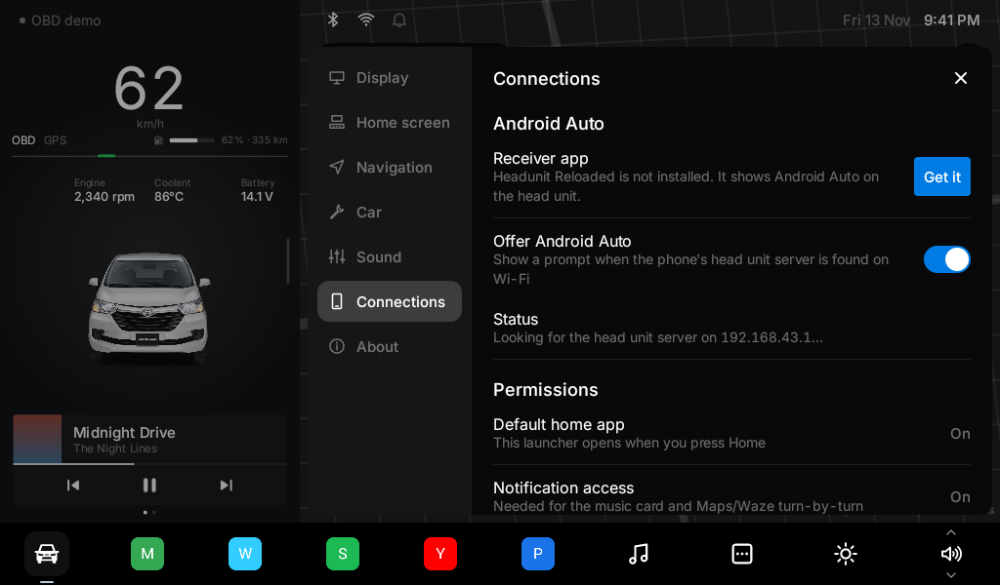 OBD demo
Fri 13 Nov 9:41 PM
62
km/h
OBD GPS
62% · 335 km
Engine
2,340 rpm
Coolant
86°C
Battery
14.1 V
Midnight Drive
The Night Lines
Display
Home screen
Navigation
Car
Sound
Connections
About
Connections
Android Auto
Receiver app
Headunit Reloaded is not installed. It shows Android Auto on
the head unit.
Get it
Offer Android Auto
Show a prompt when the phone's head unit server is found on
Wi-Fi
Status
Looking for the head unit server on 192.168.43.1...
Permissions
Default home app
This launcher opens when you press Home
On
Notification access
Needed for the music card and Maps/Waze turn-by-turn
On
M
W
S
Y
P